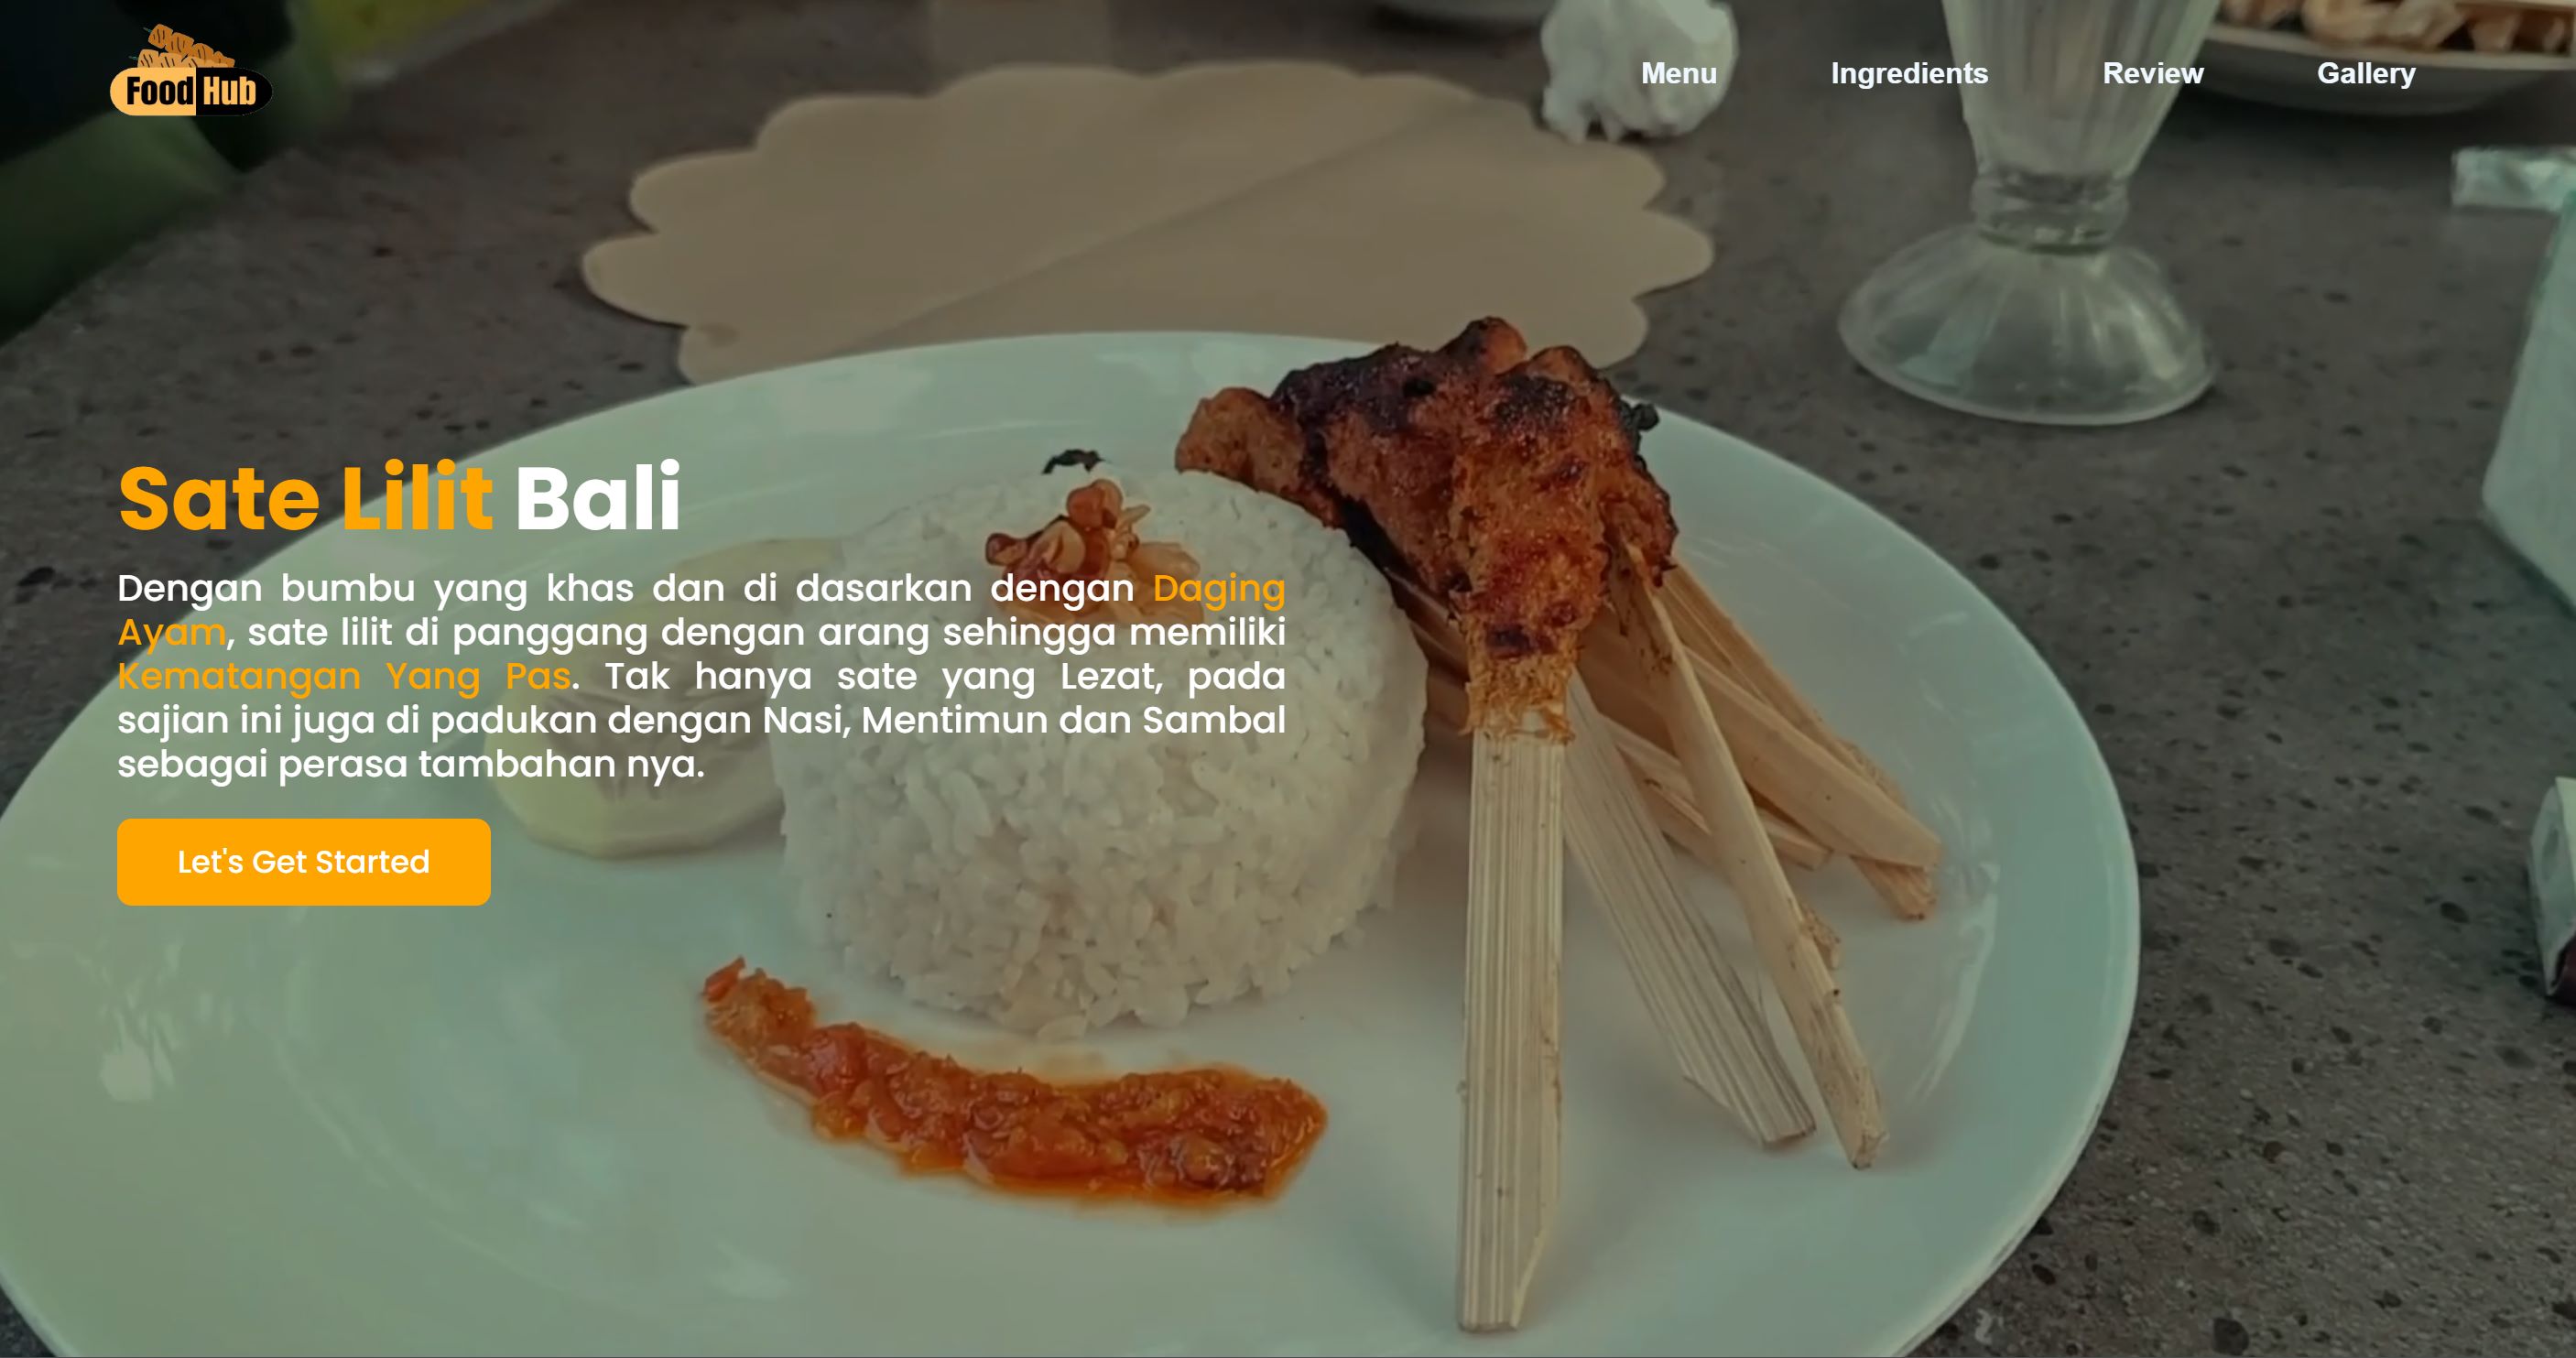 Food Hub
Menu
Ingredients
Review
Gallery
Sate Lilit Bali
Dengan bumbu yang khas dan di dasarkan dengan Daging
Ayam, sate lilit di panggang dengan arang sehingga memiliki
Kematangan Yang Pas. Tak hanya sate yang Lezat, pada
sajian ini juga di padukan dengan Nasi, Mentimun dan Sambal
sebagai perasa tambahan nya.
Let's Get Started